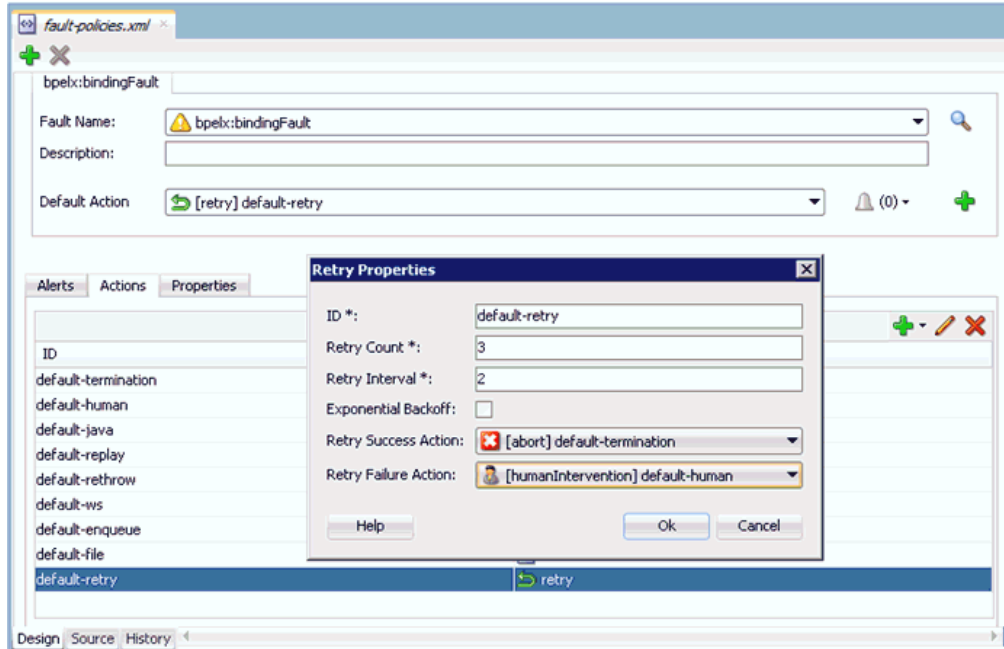 fault-policies.xml
bpelx:bindingFault
Fault Name: bpelx:bindingFault
Description:
Default Action [retry] default-retry (0)
Alerts Actions Properties
ID
default-termination
default-human
default-java
default-replay
default-rethrow
default-ws
default-enqueue
default-file
default-retry retry
Retry Properties
ID *: default-retry
Retry Count *: 3
Retry Interval *: 2
Exponential Backoff:
Retry Success Action: [abort] default-termination
Retry Failure Action: [humanIntervention] default-human
Help Ok Cancel
Design Source History